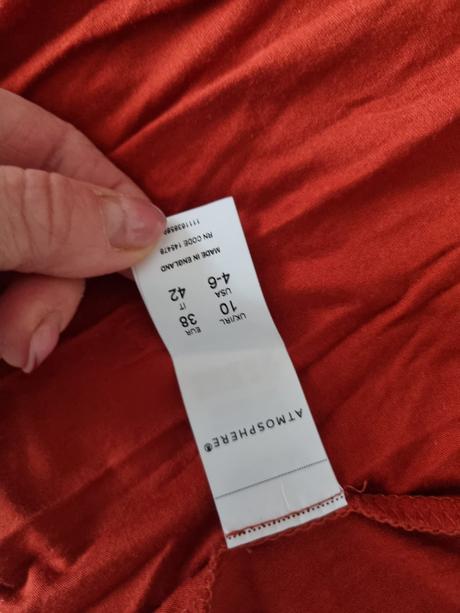 ATMOSPHERE®
UK/IRL EUR
10 38
USA IT
4-6 42
MADE IN ENGLAND
RN CODE 145478